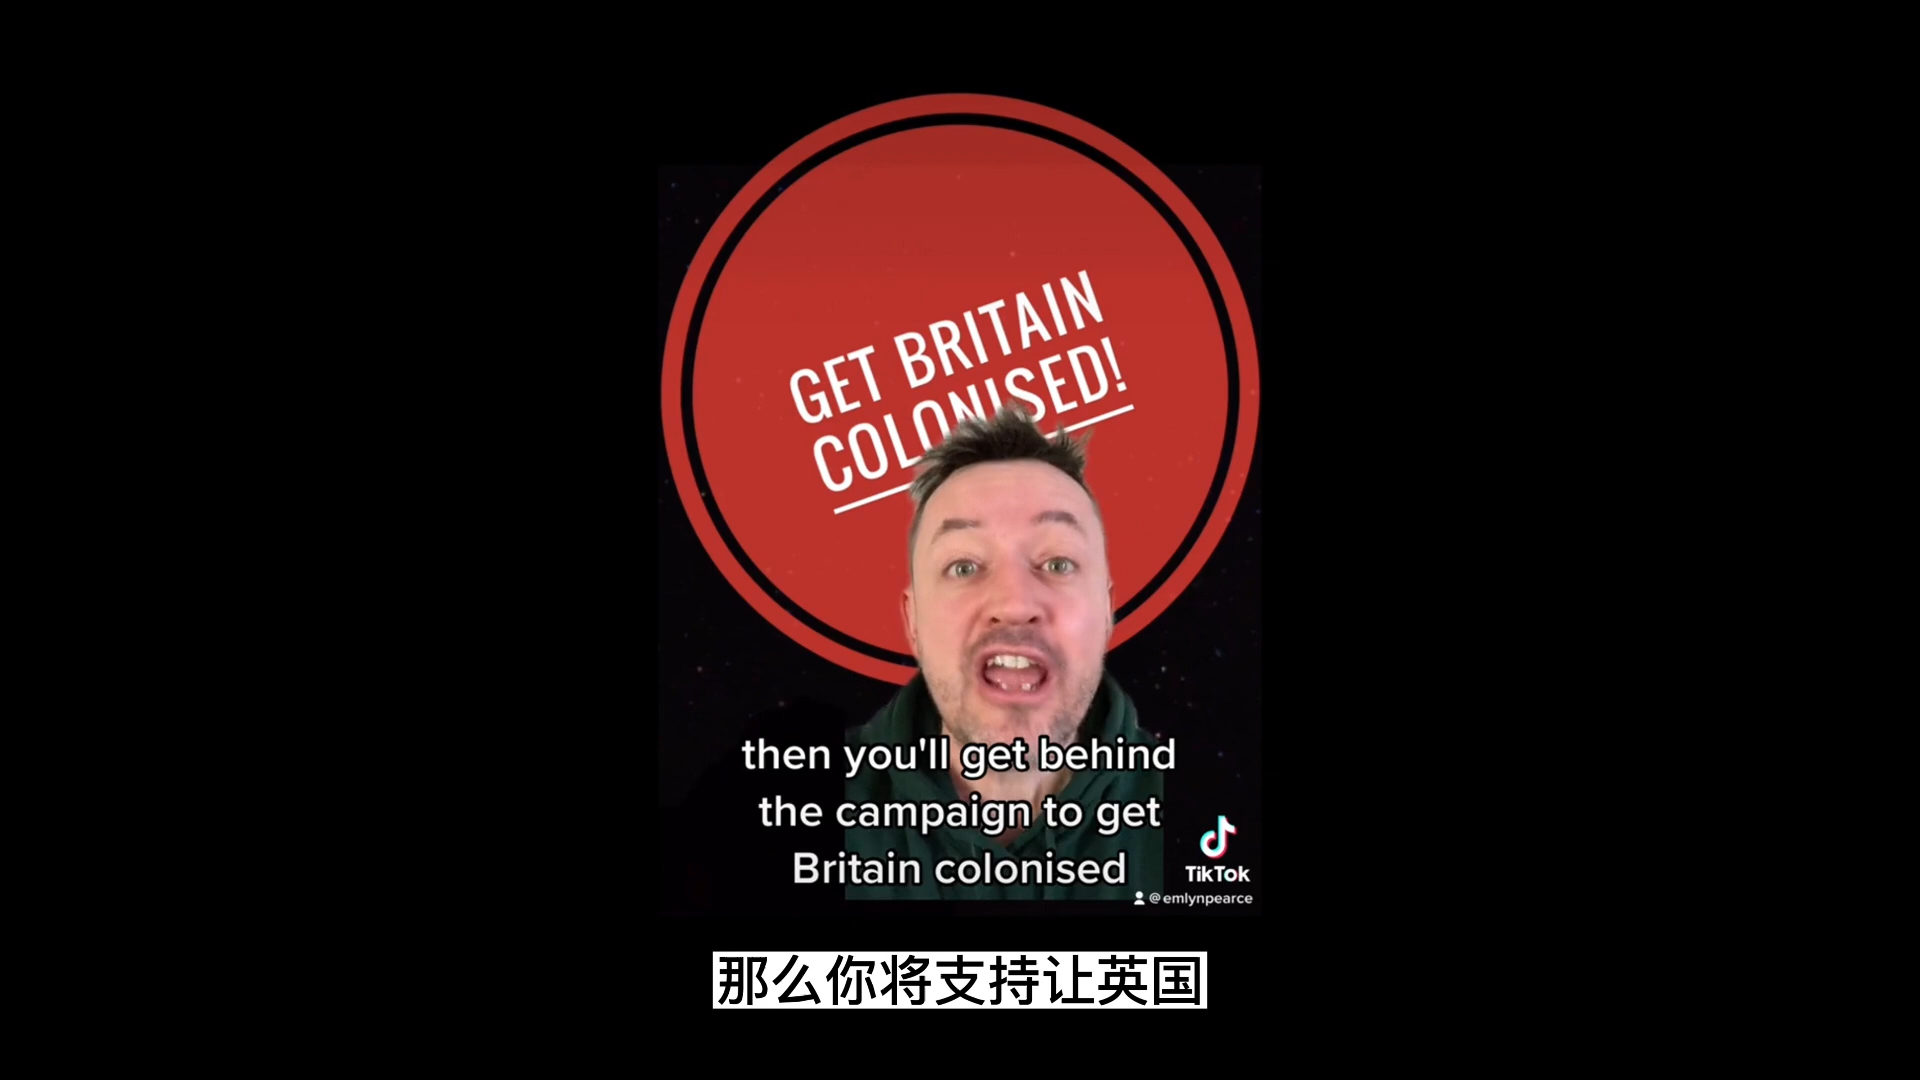 GET BRITAIN
COLONISED!
then you'll get behind
the campaign to get
Britain colonised
TikTok
@emlynpearce
那么你将支持让英国